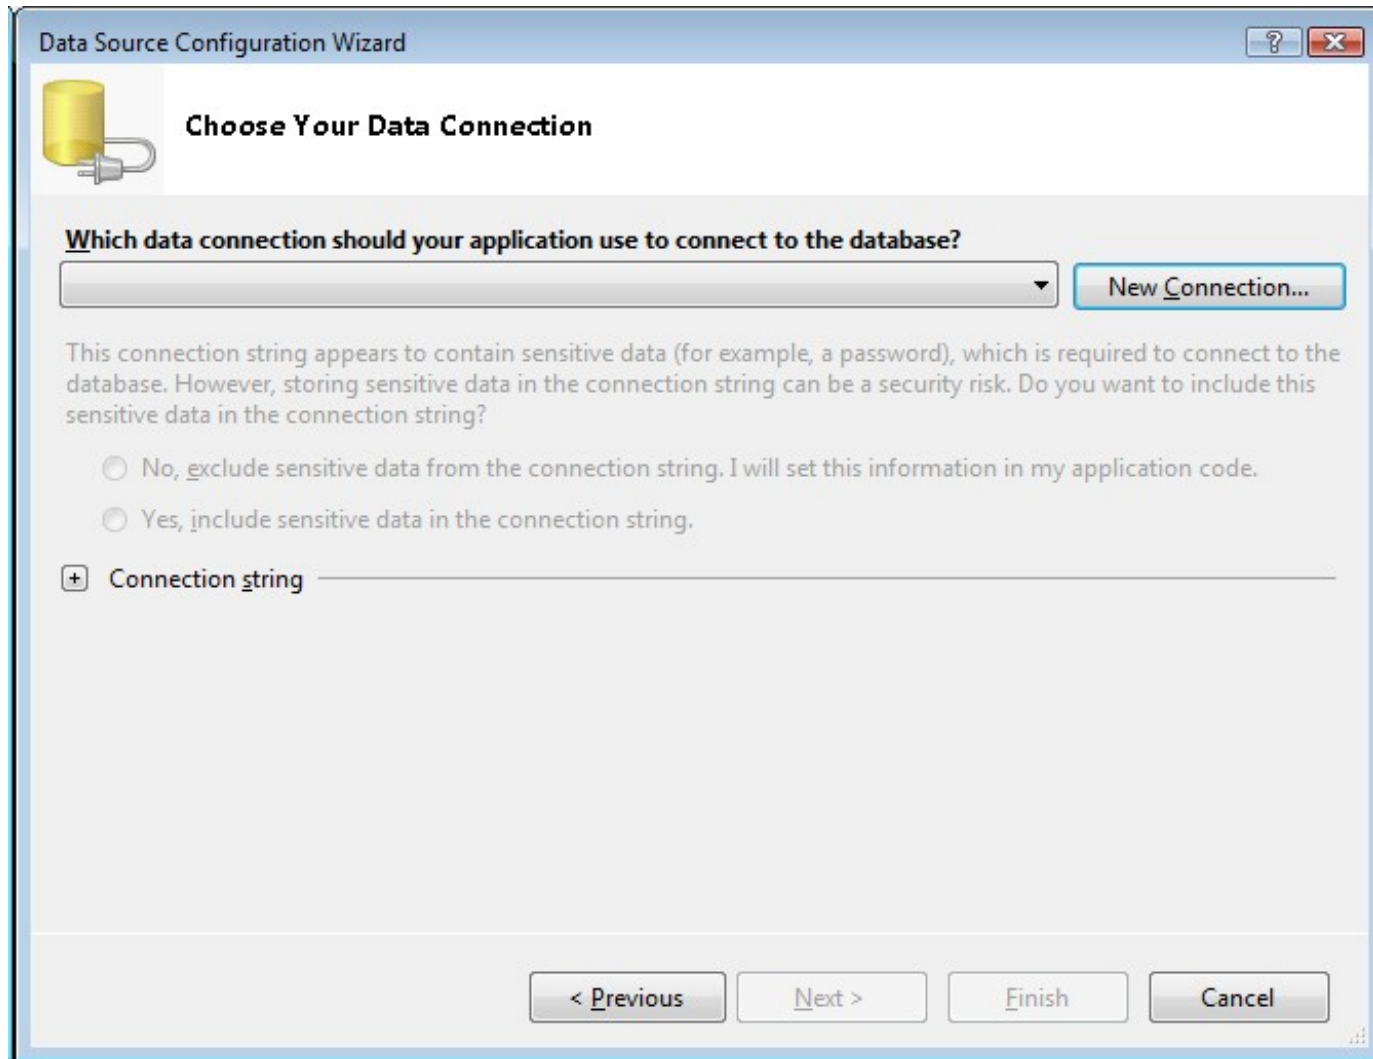 Data Source Configuration Wizard
Choose Your Data Connection
Which data connection should your application use to connect to the database?
New Connection...
This connection string appears to contain sensitive data (for example, a password), which is required to connect to the
database. However, storing sensitive data in the connection string can be a security risk. Do you want to include this
sensitive data in the connection string?
No, exclude sensitive data from the connection string. I will set this information in my application code.
Yes, include sensitive data in the connection string.
Connection string
< Previous
Next >
Finish
Cancel